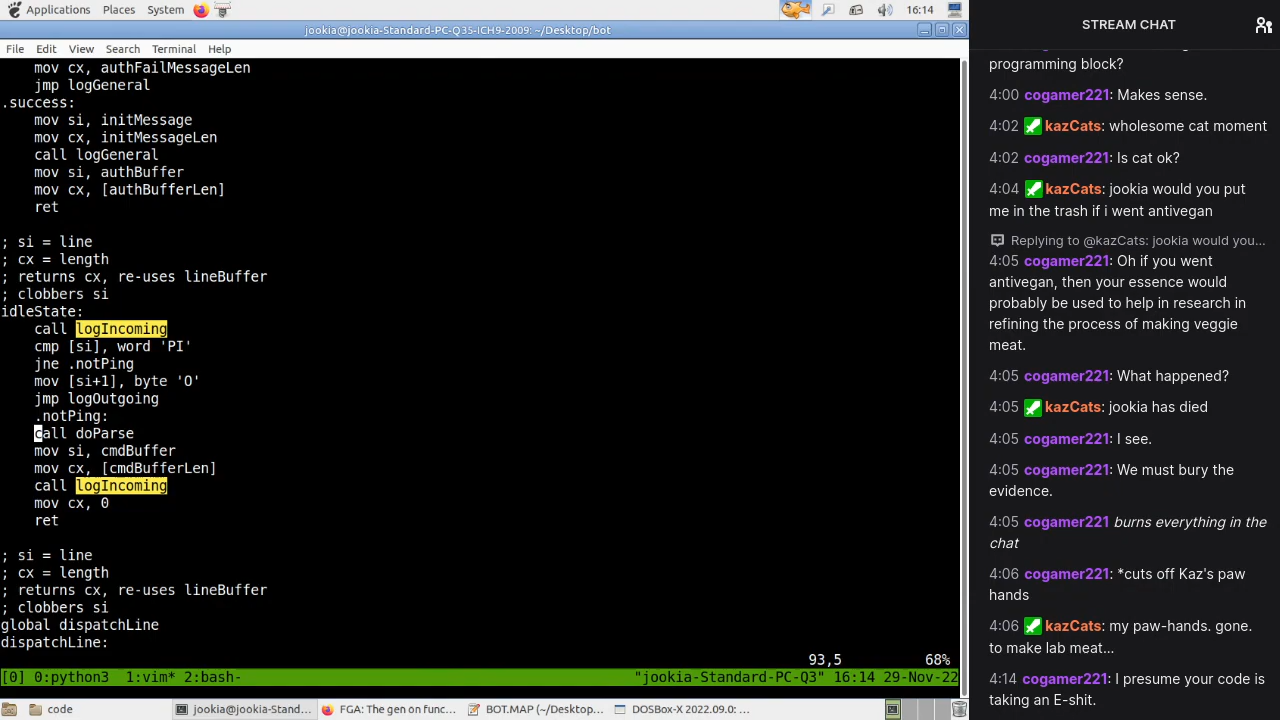 Applications Places System 16:14
jookia@jookia-Standard-PC-Q35-ICH9-2009: ~/Desktop/bot
File Edit View Search Terminal Help
mov cx, authFailMessageLen
jmp logGeneral
.success:
mov si, initMessage
mov cx, initMessageLen
call logGeneral
mov si, authBuffer
mov cx, [authBufferLen]
ret
; si = line
; cx = length
; returns cx, re-uses lineBuffer
; clobbers si
idleState:
call logIncoming
cmp [si], word 'PI'
jne .notPing
mov [si+1], byte 'O'
jmp logOutgoing
.notPing:
call doParse
mov si, cmdBuffer
mov cx, [cmdBufferLen]
call logIncoming
mov cx, 0
ret
; si = line
; cx = length
; returns cx, re-uses lineBuffer
; clobbers si
global dispatchLine
dispatchLine:
93,5 68%
[0] 0:python3 1:vim* 2:bash- "jookia-Standard-PC-Q3" 16:14 29-Nov-22
code jookia@jookia-Stand... FGA: The gen on func... BOT.MAP (~/Desktop... DOSBox-X 2022.09.0: ...
STREAM CHAT
programming block?
4:00 cogamer221: Makes sense.
4:02 kazCats: wholesome cat moment
4:02 cogamer221: Is cat ok?
4:04 kazCats: jookia would you put
me in the trash if i went antivegan
Replying to @kazCats: jookia would you...
4:05 cogamer221: Oh if you went
antivegan, then your essence would
probably be used to help in research in
refining the process of making veggie
meat.
4:05 cogamer221: What happened?
4:05 kazCats: jookia has died
4:05 cogamer221: I see.
4:05 cogamer221: We must bury the
evidence.
4:05 cogamer221 burns everything in the
chat
4:06 cogamer221: *cuts off Kaz's paw
hands
4:06 kazCats: my paw-hands. gone.
to make lab meat...
4:14 cogamer221: I presume your code is
taking an E-shit.